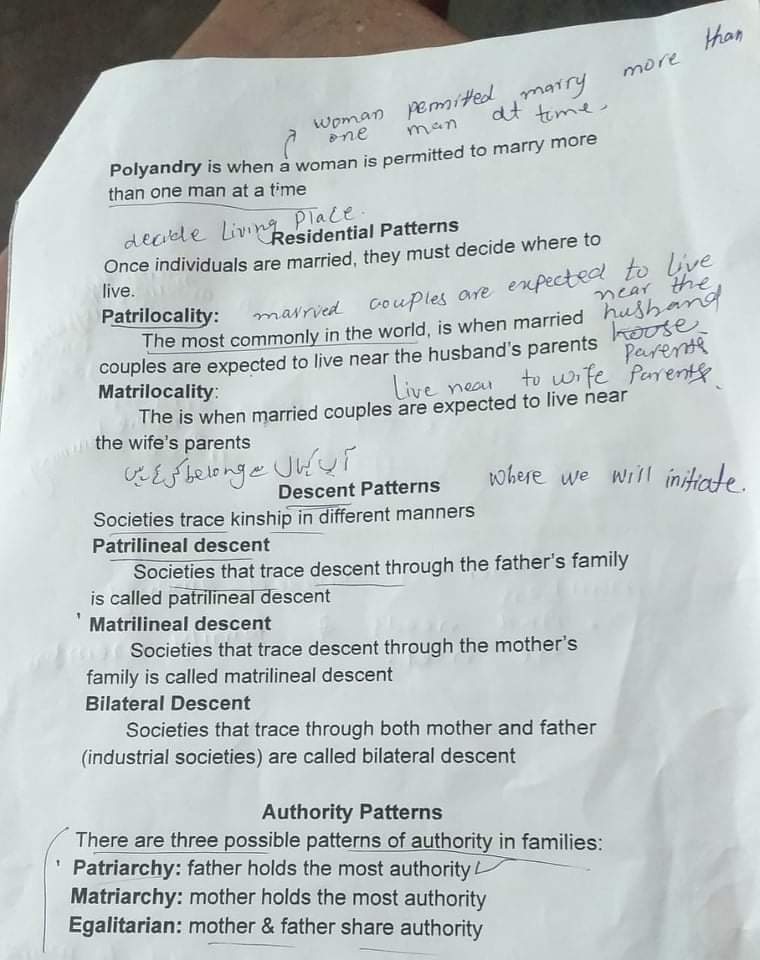 woman permitted marry more than
one man at time.
Polyandry is when a woman is permitted to marry more
than one man at a time
decide Living Place.
Residential Patterns
Once individuals are married, they must decide where to
live.
Patrilocality:
married couples are expected to live
near the
husband
Parents
The most commonly in the world, is when married
couples are expected to live near the husband's parents
Matrilocality:
Live near to wife Parents.
The is when married couples are expected to live near
the wife's parents
آپ کہاں سے belong کرتے ہیں
Descent Patterns
where we will initiate.
Societies trace kinship in different manners
Patrilineal descent
Societies that trace descent through the father's family
is called patrilineal descent
Matrilineal descent
Societies that trace descent through the mother's
family is called matrilineal descent
Bilateral Descent
Societies that trace through both mother and father
(industrial societies) are called bilateral descent
Authority Patterns
There are three possible patterns of authority in families:
Patriarchy: father holds the most authority
Matriarchy: mother holds the most authority
Egalitarian: mother & father share authority